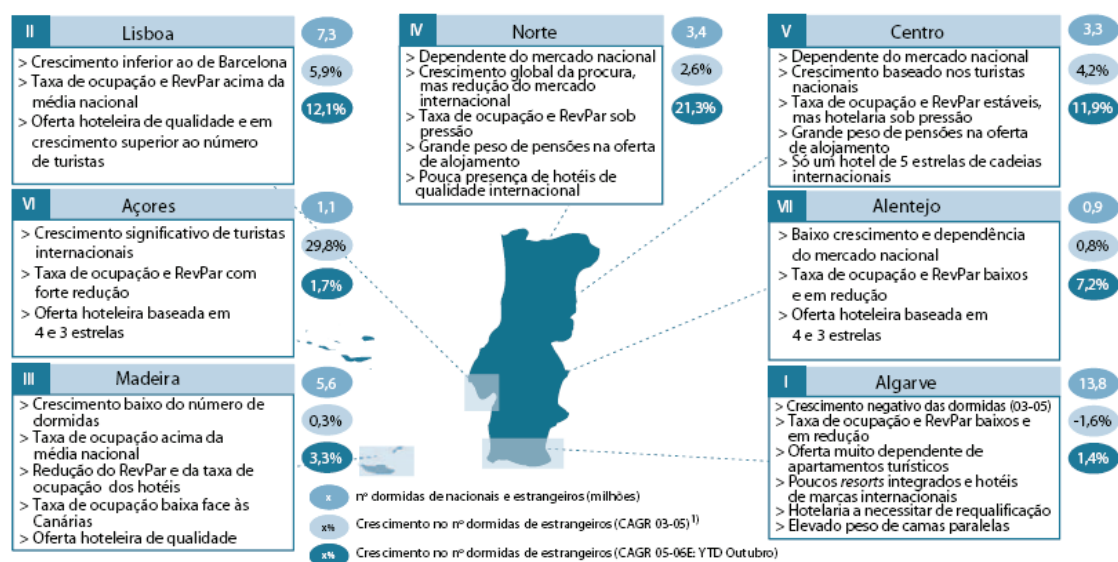 II Lisboa
7,3
> Crescimento inferior ao de Barcelona
> Taxa de ocupação e RevPar acima da
média nacional
> Oferta hoteleira de qualidade e em
crescimento superior ao número
de turistas
5,9%
12,1%
IV Norte
3,4
> Dependente do mercado nacional
> Crescimento global da procura,
mas redução do mercado
internacional
> Taxa de ocupação e RevPar sob
pressão
> Grande peso de pensões na oferta
de alojamento
> Pouca presença de hotéis de
qualidade internacional
2,6%
21,3%
V Centro
3,3
> Dependente do mercado nacional
> Crescimento baseado nos turistas
nacionais
> Taxa de ocupação e RevPar estáveis,
mas hotelaria sob pressão
> Grande peso de pensões na oferta
de alojamento
> Só um hotel de 5 estrelas de cadeias
internacionais
4,2%
11,9%
VI Açores
1,1
> Crescimento significativo de turistas
internacionais
> Taxa de ocupação e RevPar com
forte redução
> Oferta hoteleira baseada em
4 e 3 estrelas
29,8%
1,7%
VII Alentejo
0,9
> Baixo crescimento e dependência
do mercado nacional
> Taxa de ocupação e RevPar baixos
e em redução
> Oferta hoteleira baseada em
4 e 3 estrelas
0,8%
7,2%
III Madeira
5,6
> Crescimento baixo do número de
dormidas
> Taxa de ocupação acima da
média nacional
> Redução do RevPar e da taxa de
ocupação dos hotéis
> Taxa de ocupação baixa face às
Canárias
> Oferta hoteleira de qualidade
0,3%
3,3%
I Algarve
13,8
> Crescimento negativo das dormidas (03-05)
> Taxa de ocupação e RevPar baixos e
em redução
> Oferta muito dependente de
apartamentos turísticos
> Poucos resorts integrados e hotéis
de marcas internacionais
> Hotelaria a necessitar de requalificação
> Elevado peso de camas paralelas
-1,6%
1,4%
x nº dormidas de nacionais e estrangeiros (milhões)
x% Crescimento no nº dormidas de estrangeiros (CAGR 03-05)1)
x% Crescimento no nº dormidas de estrangeiros (CAGR 05-06E: YTD Outubro)